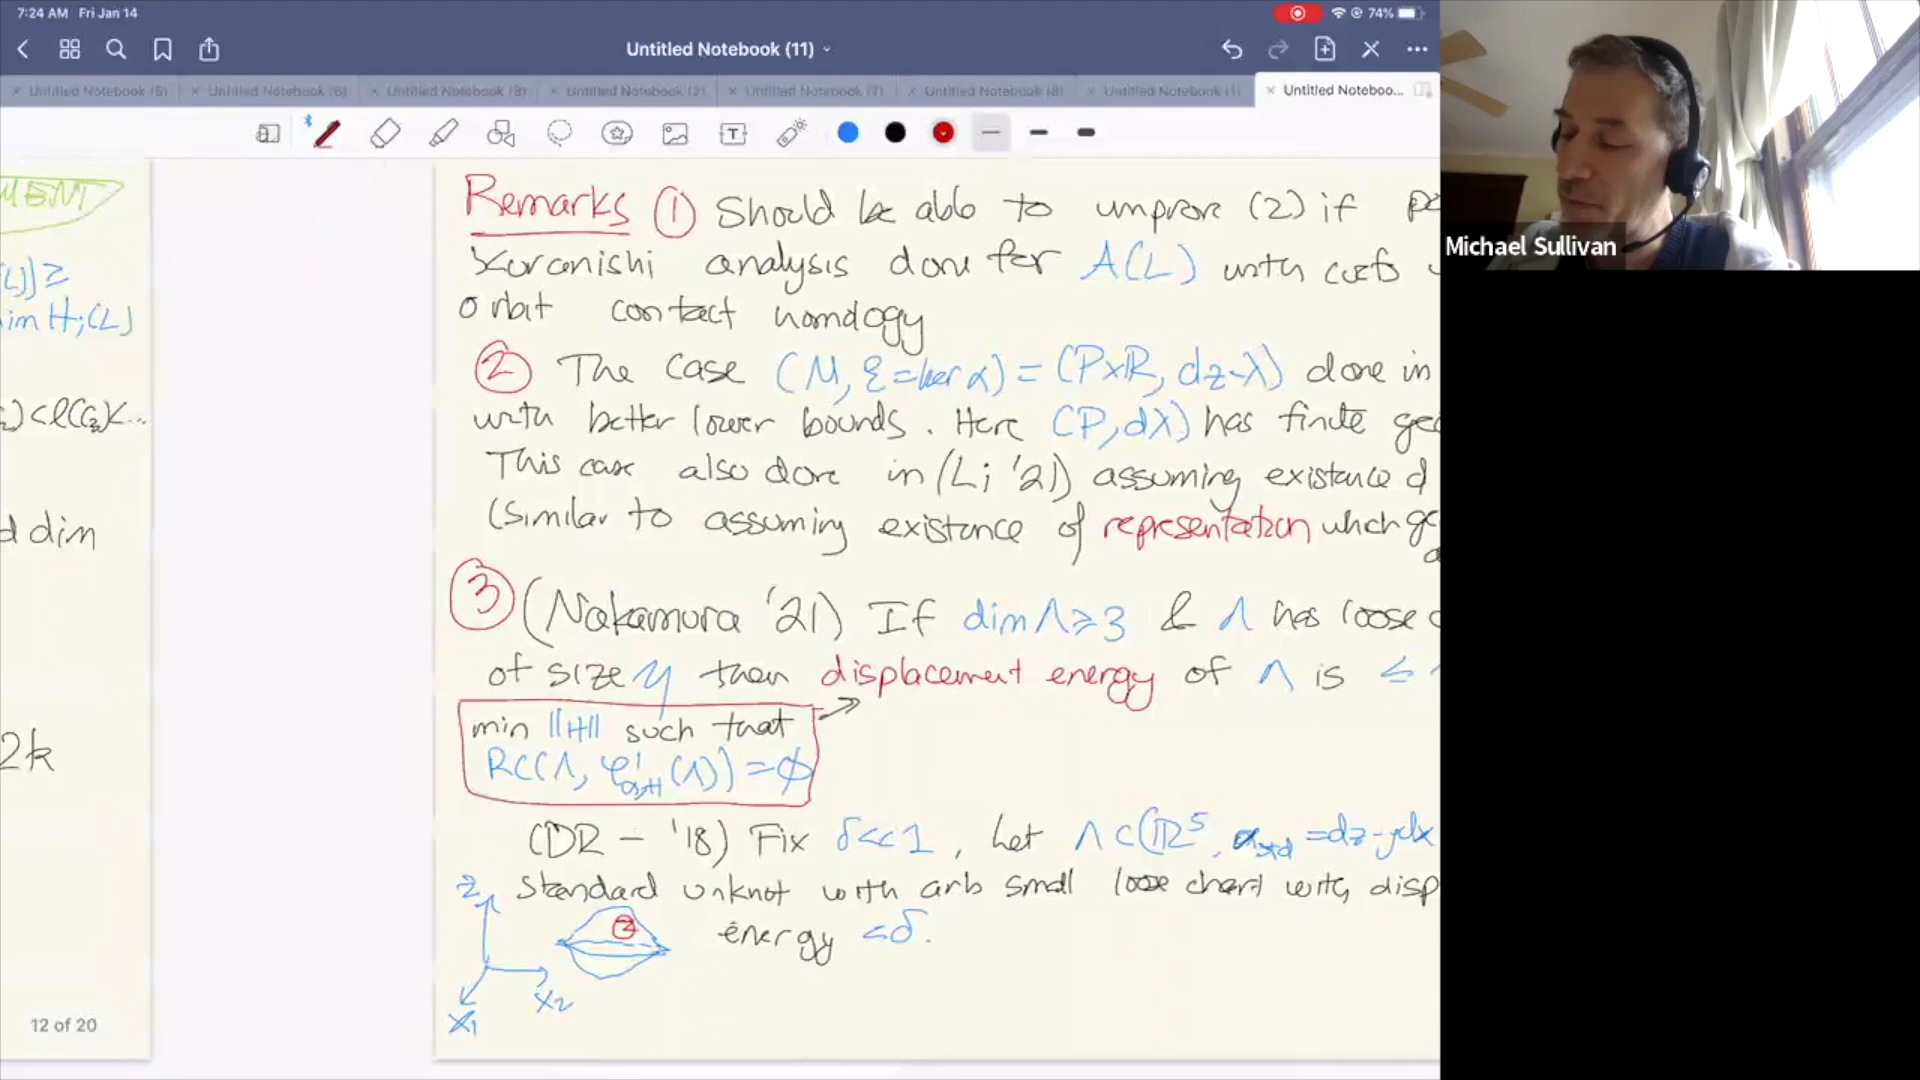 7:24 AM Fri Jan 14
74%
Untitled Notebook (11)
Untitled Notebook (5)
Untitled Notebook (6)
Untitled Notebook (3)
Untitled Notebook (2)
Untitled Notebook (7)
Untitled Notebook (8)
Untitled Notebook (1)
Untitled Noteboo...
Michael Sullivan
MENT
(L)] ≥
dim H_i(L)
) < l(c_2) < ...
d dim
2k
12 of 20
Remarks ① Should be able to improve (2) if
Kuranishi analysis done for A(L) with coefs
orbit contact homology
② The case (M, ξ = ker α) = (P×R, dz-λ) done in
with better lower bounds. Here (P, dλ) has finite
This case also done in (Li '21) assuming existence of
(Similar to assuming existence of representation which
③ (Nakamura '21) If dim Λ ≥ 3 & Λ has loose
of size η then displacement energy of Λ is ≤
min ||H|| such that
RC(Λ, φ¹_{α,H}(Λ)) = ∅
(DR – '18) Fix δ<<1, Let Λ ⊂ (R⁵, α_std = dz-ydx
Standard unknot with arb small loose chart with disp
energy < δ.
z
x₁
x₂